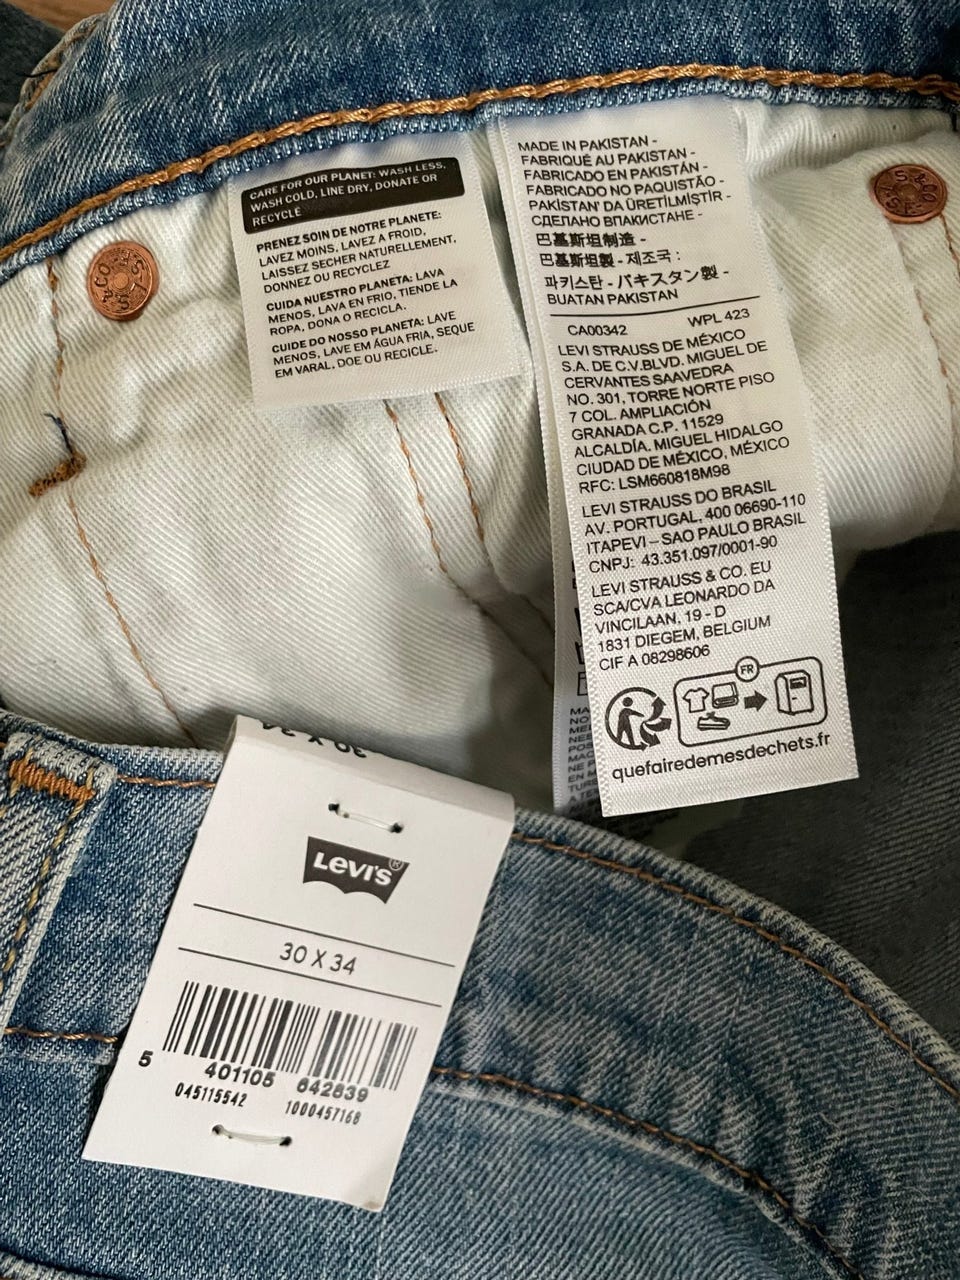 CARE FOR OUR PLANET: WASH LESS,
WASH COLD, LINE DRY, DONATE OR
RECYCLE
PRENEZ SOIN DE NOTRE PLANETE:
LAVEZ MOINS, LAVEZ A FROID,
LAISSEZ SECHER NATURELLEMENT,
DONNEZ OU RECYCLEZ
CUIDA NUESTRO PLANETA: LAVA
MENOS, LAVA EN FRIO, TIENDE LA
ROPA, DONA O RECICLA.
CUIDE DO NOSSO PLANETA: LAVE
MENOS, LAVE EM ÁGUA FRIA, SEQUE
EM VARAL, DOE OU RECICLE.
MADE IN PAKISTAN -
FABRIQUÉ AU PAKISTAN -
FABRICADO EN PAKISTÁN -
FABRICADO NO PAQUISTÃO -
PAKİSTAN' DA ÜRETİLMİŞTİR -
СДЕЛАНО ВПАКИСТАНЕ -
巴基斯坦制造 -
巴基斯坦製 - 제조국 :
파키스탄 - パキスタン製 -
BUATAN PAKISTAN
CA00342 WPL 423
LEVI STRAUSS DE MÉXICO
S.A. DE C.V.BLVD. MIGUEL DE
CERVANTES SAAVEDRA
NO. 301, TORRE NORTE PISO
7 COL. AMPLIACIÓN
GRANADA C.P. 11529
ALCALDÍA. MIGUEL HIDALGO
CIUDAD DE MÉXICO, MÉXICO
RFC: LSM660818M98
LEVI STRAUSS DO BRASIL
AV. PORTUGAL, 400 06690-110
ITAPEVI – SAO PAULO BRASIL
CNPJ: 43.351.097/0001-90
LEVI STRAUSS & CO. EU
SCA/CVA LEONARDO DA
VINCILAAN, 19 - D
1831 DIEGEM, BELGIUM
CIF A 08298606
FR
quefairedemesdechets.fr
30 X 34
LEVI'S®
30 X 34
5 401105 642639
045115542 1000457168